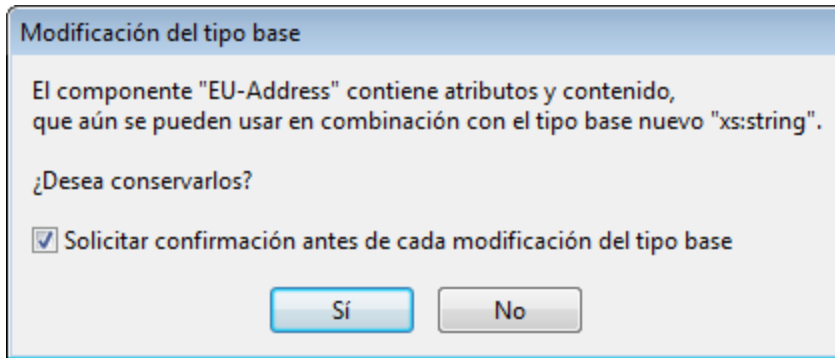 Modificación del tipo base
El componente "EU-Address" contiene atributos y contenido,
que aún se pueden usar en combinación con el tipo base nuevo "xs:string".
¿Desea conservarlos?
Solicitar confirmación antes de cada modificación del tipo base
Sí No